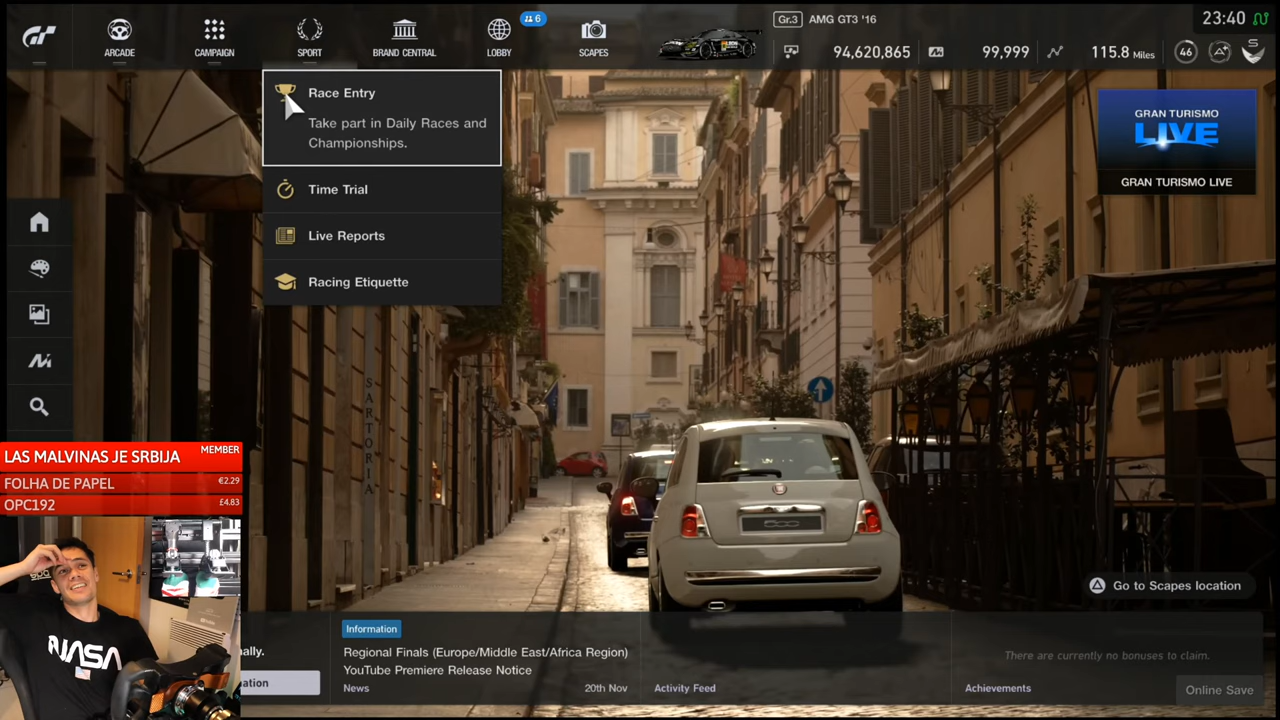 ARCADE
CAMPAIGN
SPORT
BRAND CENTRAL
LOBBY
6
SCAPES
Gr.3 AMG GT3 '16
23:40
94,620,865
99,999
115.8 Miles
46
S
Race Entry
Take part in Daily Races and
Championships.
Time Trial
Live Reports
Racing Etiquette
GRAN TURISMO
LIVE
GRAN TURISMO LIVE
SARTORIA
LAS MALVINAS JE SRBIJA MEMBER
FOLHA DE PAPEL €2.29
OPC192 £4.83
NASA
500
Go to Scapes location
ally.
ation
Information
Regional Finals (Europe/Middle East/Africa Region)
YouTube Premiere Release Notice
News 20th Nov
Activity Feed
There are currently no bonuses to claim.
Achievements
Online Save